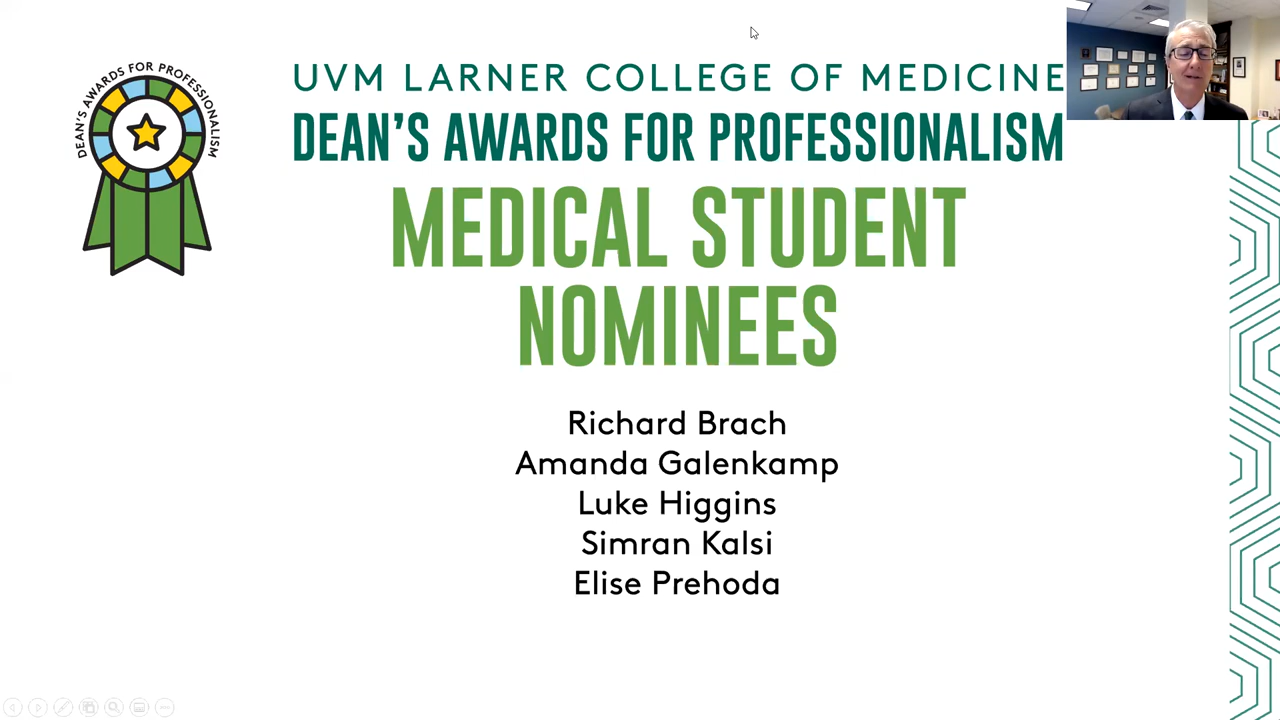 DEAN'S AWARDS FOR PROFESSIONALISM
UVM LARNER COLLEGE OF MEDICINE
DEAN'S AWARDS FOR PROFESSIONALISM
MEDICAL STUDENT
NOMINEES
Richard Brach
Amanda Galenkamp
Luke Higgins
Simran Kalsi
Elise Prehoda